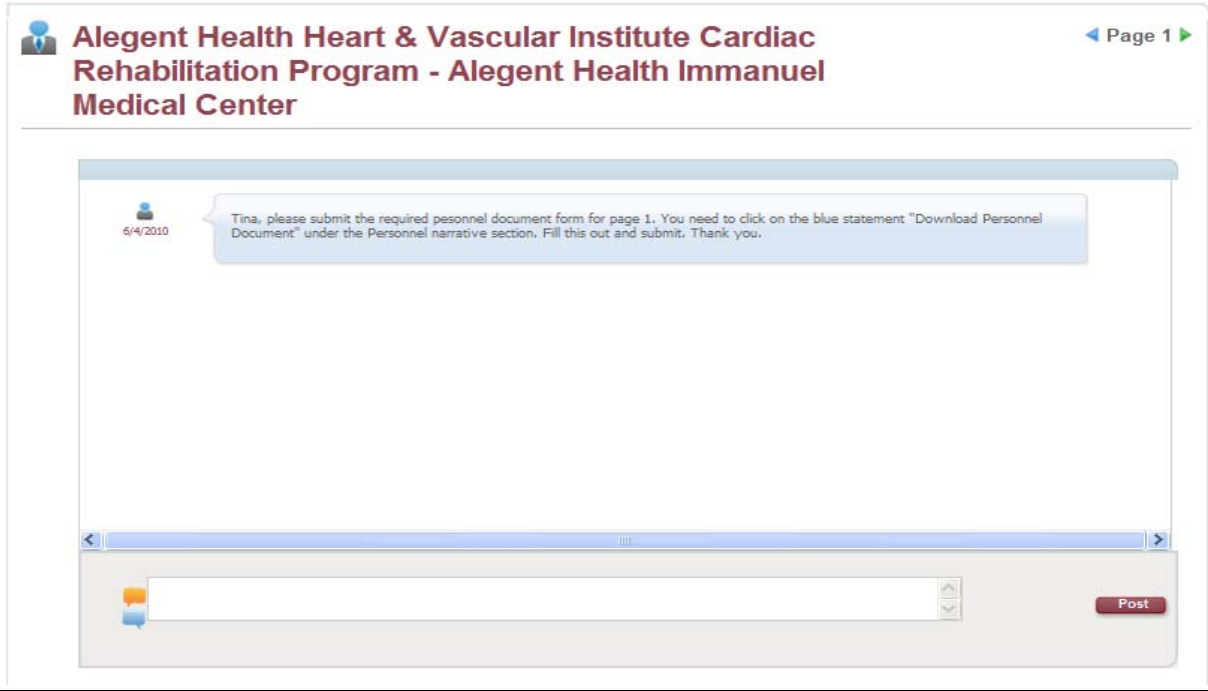 Alegent Health Heart & Vascular Institute Cardiac
Rehabilitation Program - Alegent Health Immanuel
Medical Center
Page 1
6/4/2010
Tina, please submit the required pesonnel document form for page 1. You need to click on the blue statement "Download Personnel
Document" under the Personnel narrative section. Fill this out and submit. Thank you.
Post